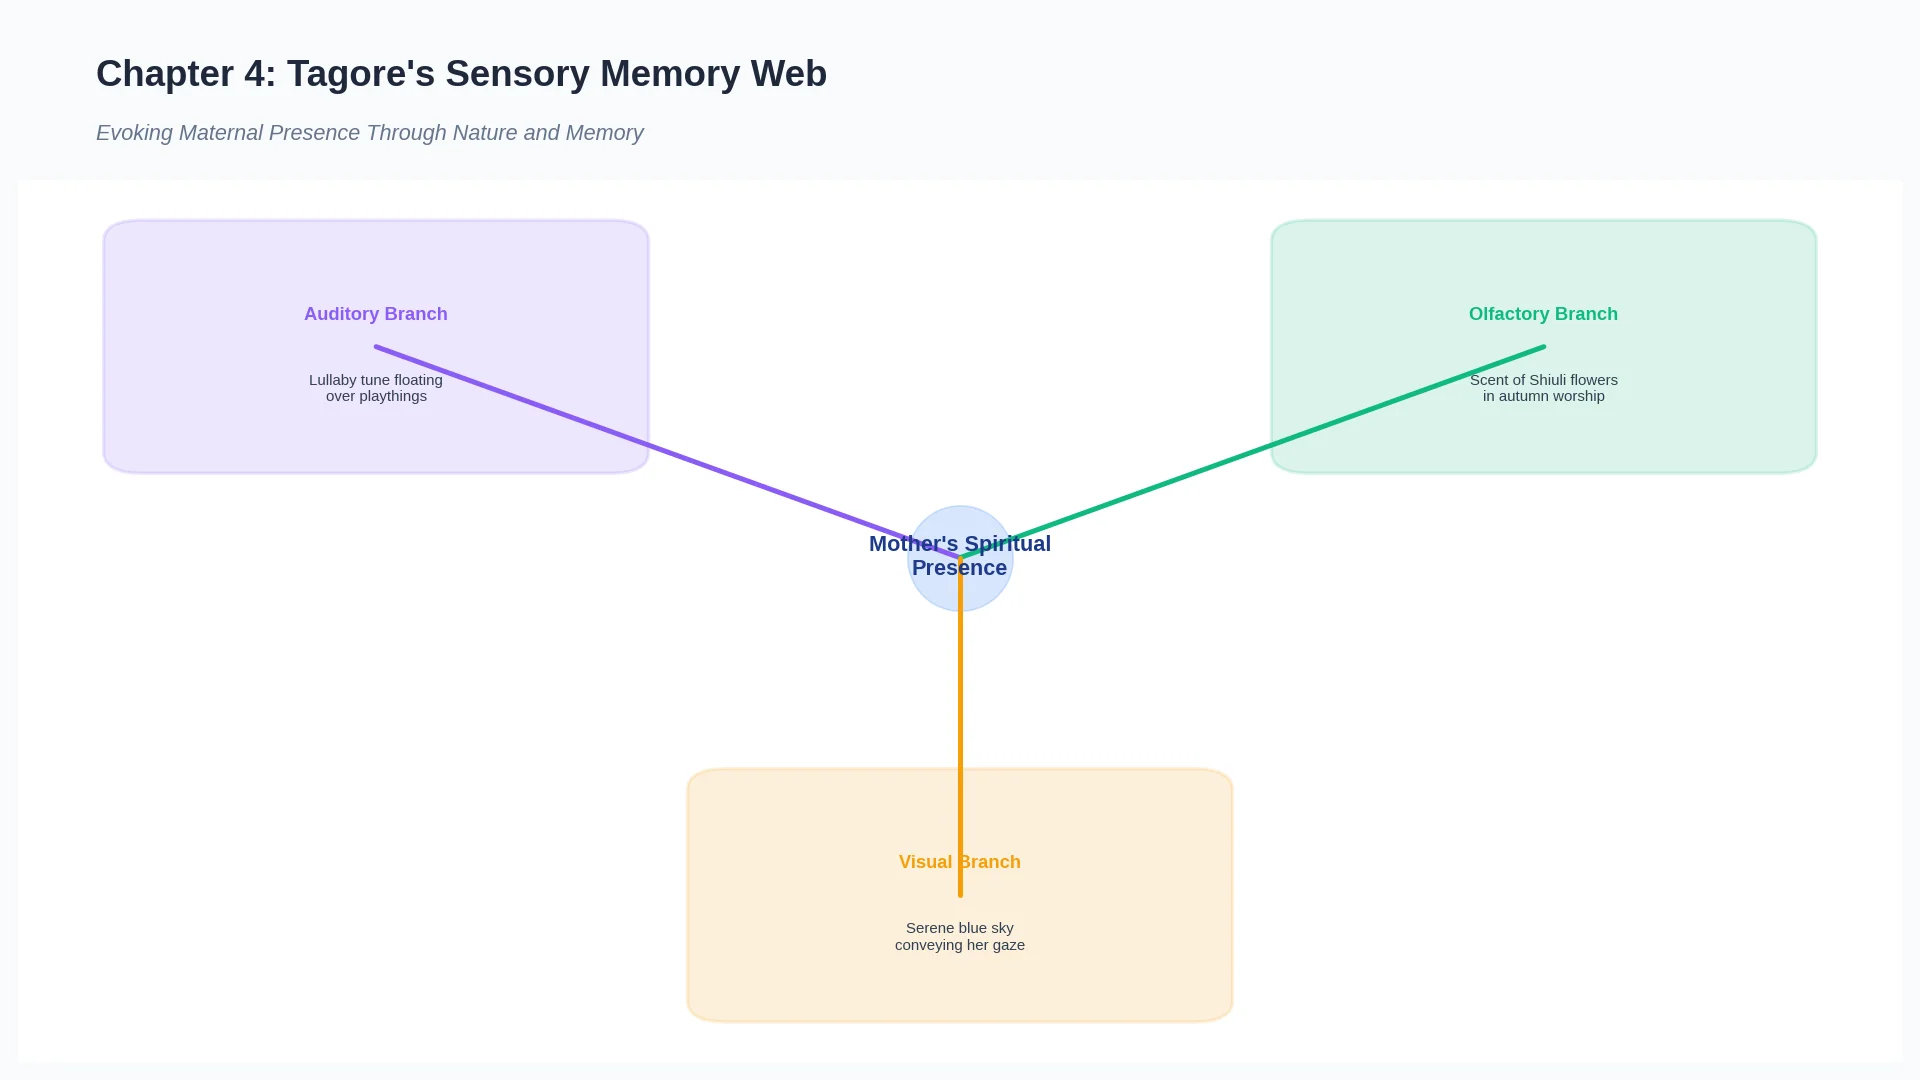 Chapter 4: Tagore's Sensory Memory Web
Evoking Maternal Presence Through Nature and Memory
Auditory Branch
Lullaby tune floating
over playthings
Olfactory Branch
Scent of Shiuli flowers
in autumn worship
Mother's Spiritual
Presence
Visual Branch
Serene blue sky
conveying her gaze